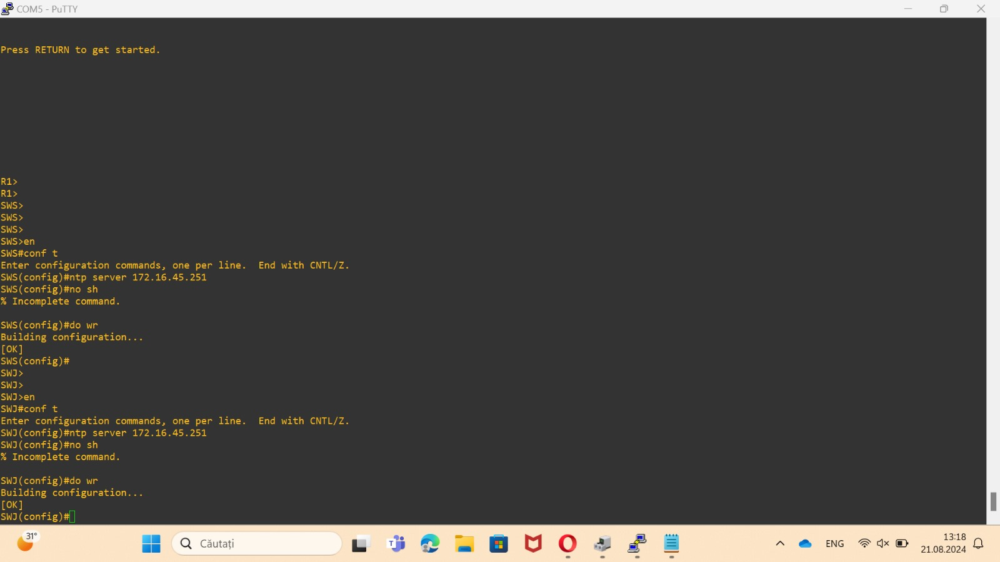 COM5 - PuTTY
Press RETURN to get started.
R1>
R1>
SWS>
SWS>
SWS>
SWS>en
SWS#conf t
Enter configuration commands, one per line.  End with CNTL/Z.
SWS(config)#ntp server 172.16.45.251
SWS(config)#no sh
% Incomplete command.
SWS(config)#do wr
Building configuration...
[OK]
SWS(config)#
SWJ>
SWJ>
SWJ>en
SWJ#conf t
Enter configuration commands, one per line.  End with CNTL/Z.
SWJ(config)#ntp server 172.16.45.251
SWJ(config)#no sh
% Incomplete command.
SWJ(config)#do wr
Building configuration...
[OK]
SWJ(config)#
31°
Căutați
ENG
13:18
21.08.2024